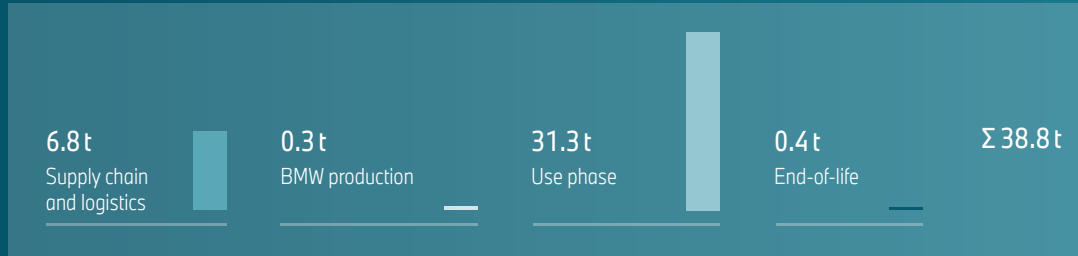 6.8 t
Supply chain
and logistics
0.3 t
BMW production
31.3 t
Use phase
0.4 t
End-of-life
Σ 38.8 t